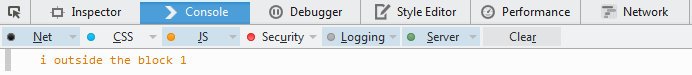 Inspector Console Debugger Style Editor Performance Network
Net CSS JS Security Logging Server Clear
i outside the block 1